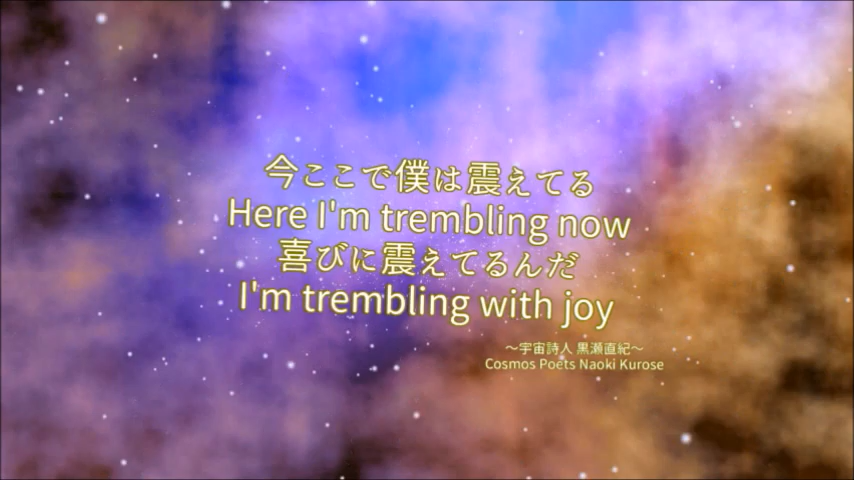 今ここで僕は震えてる
Here I'm trembling now
喜びに震えてるんだ
I'm trembling with joy
～宇宙詩人 黒瀬直紀～
Cosmos Poets Naoki Kurose